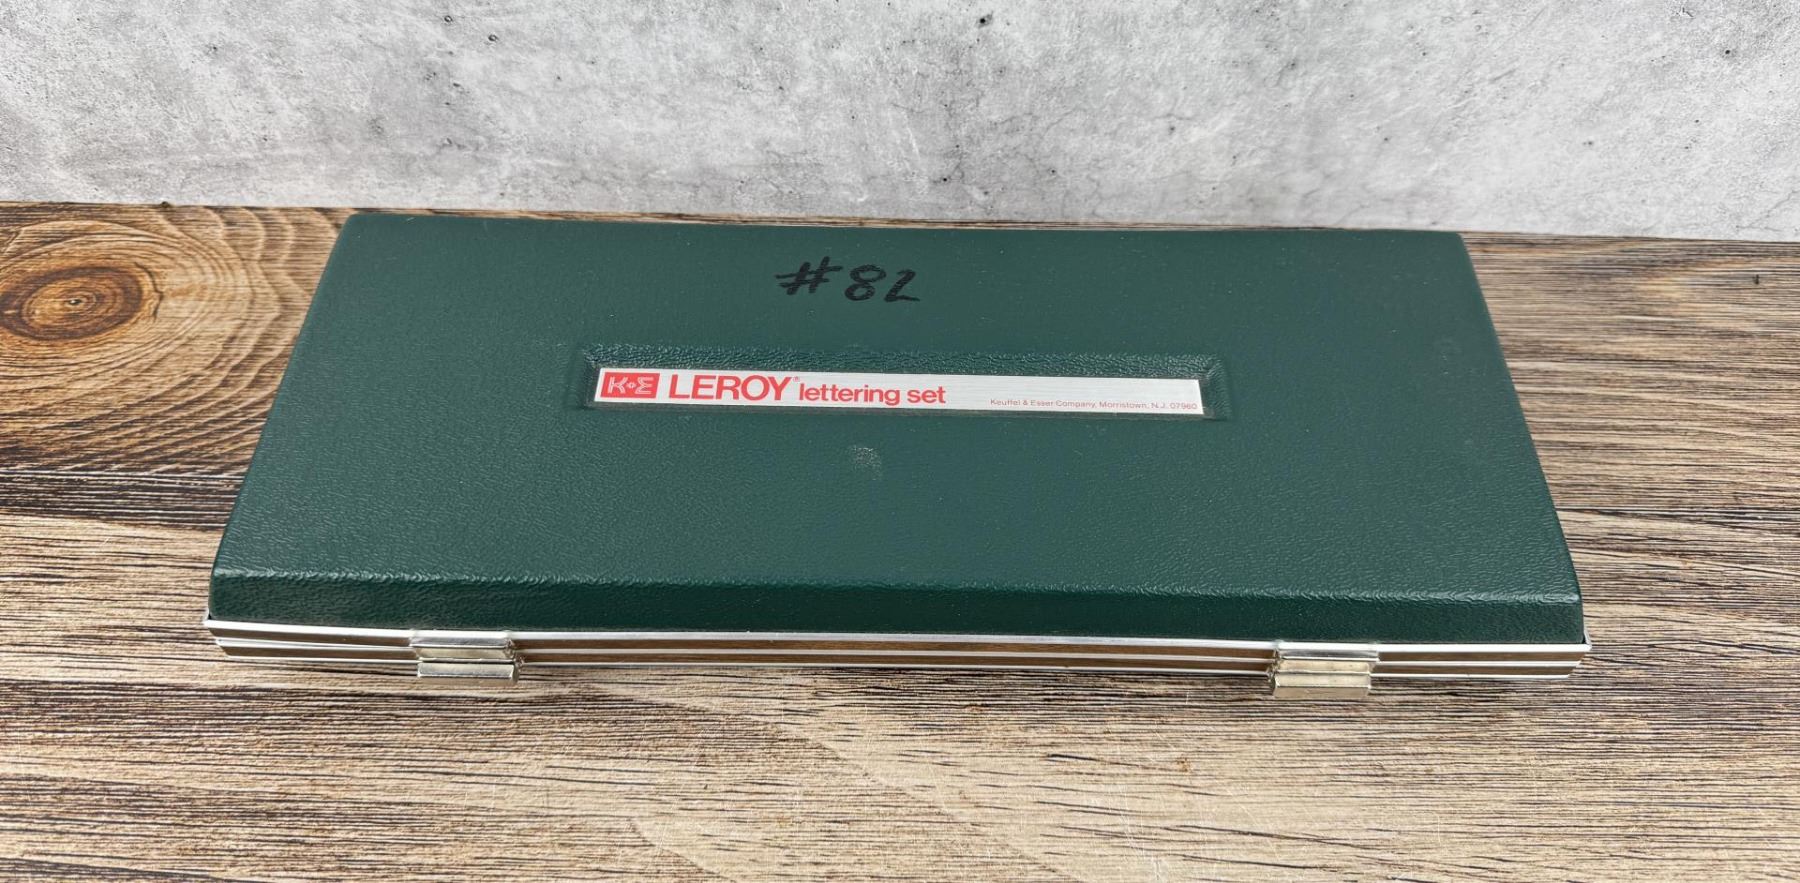 #82
K+E LEROY® lettering set
Keuffel & Esser Company, Morristown, N.J. 07960